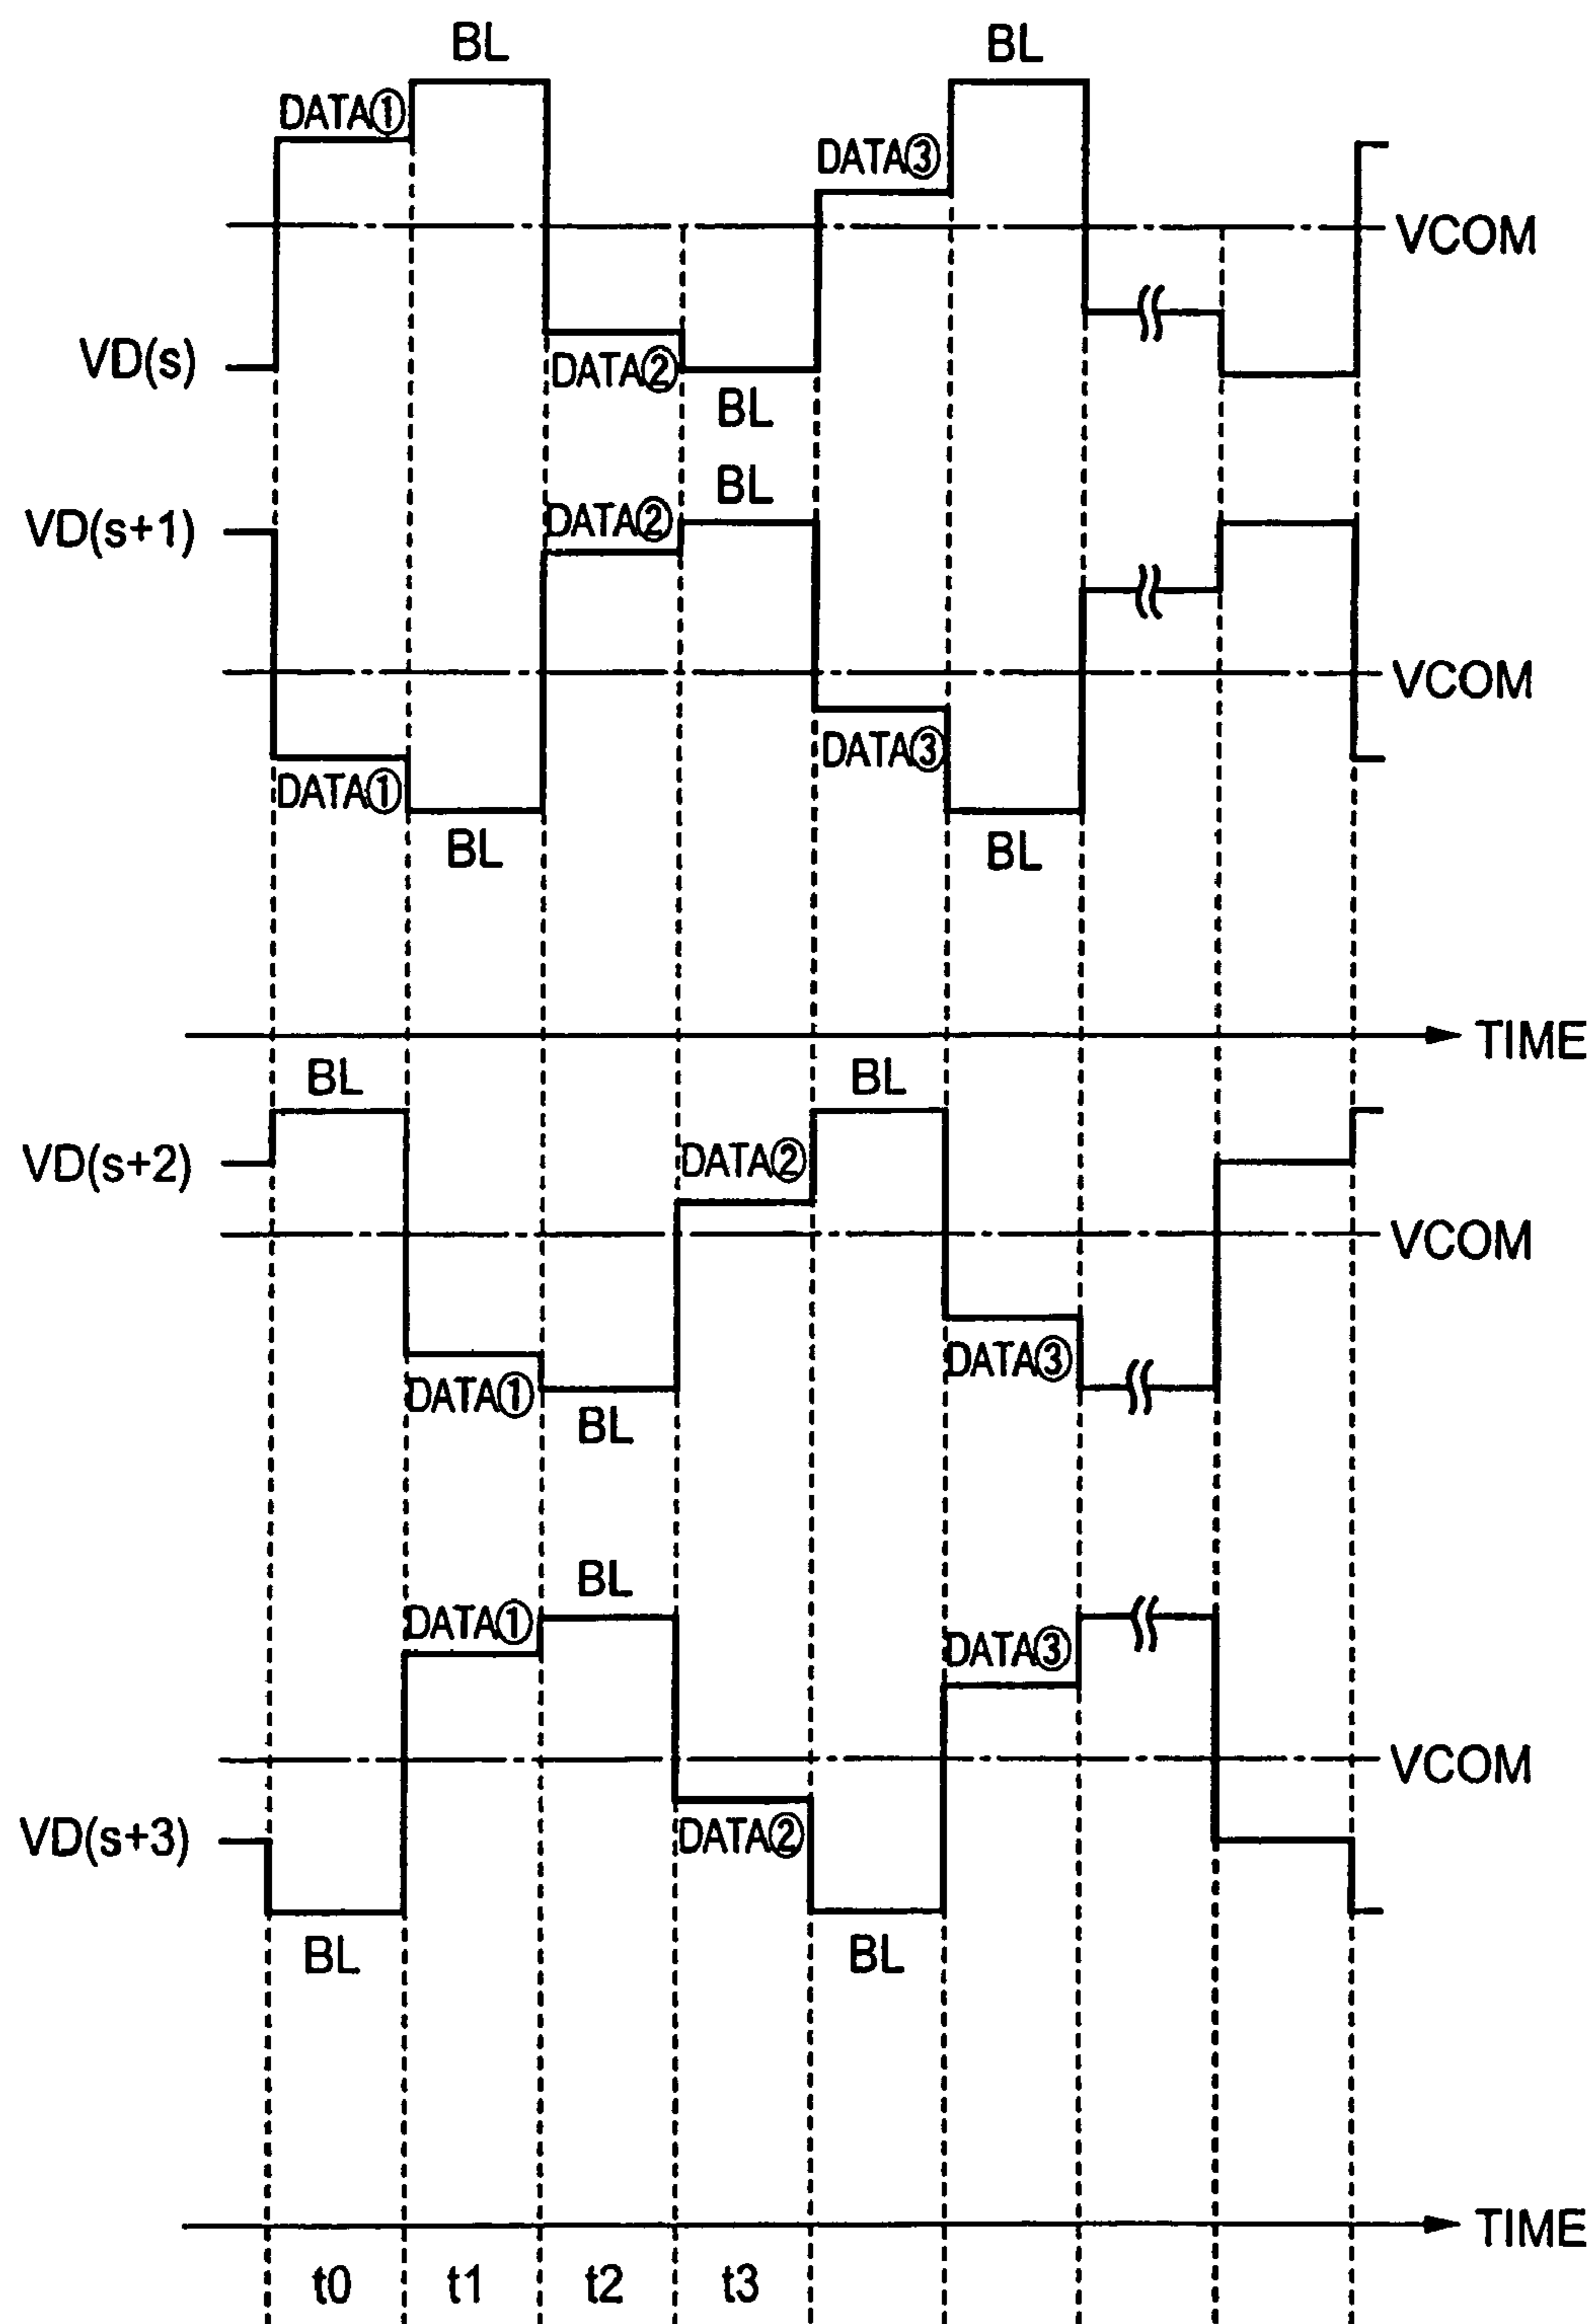 BL BL
DATA① DATA③
VCOM
VD(s)
DATA② BL
BL
VD(s+1) DATA②
VCOM
DATA① DATA③
BL BL
TIME
BL BL
VD(s+2) DATA②
VCOM
DATA① DATA③
BL
BL
DATA① DATA③
VCOM
VD(s+3) DATA②
BL BL
TIME
t0 t1 t2 t3